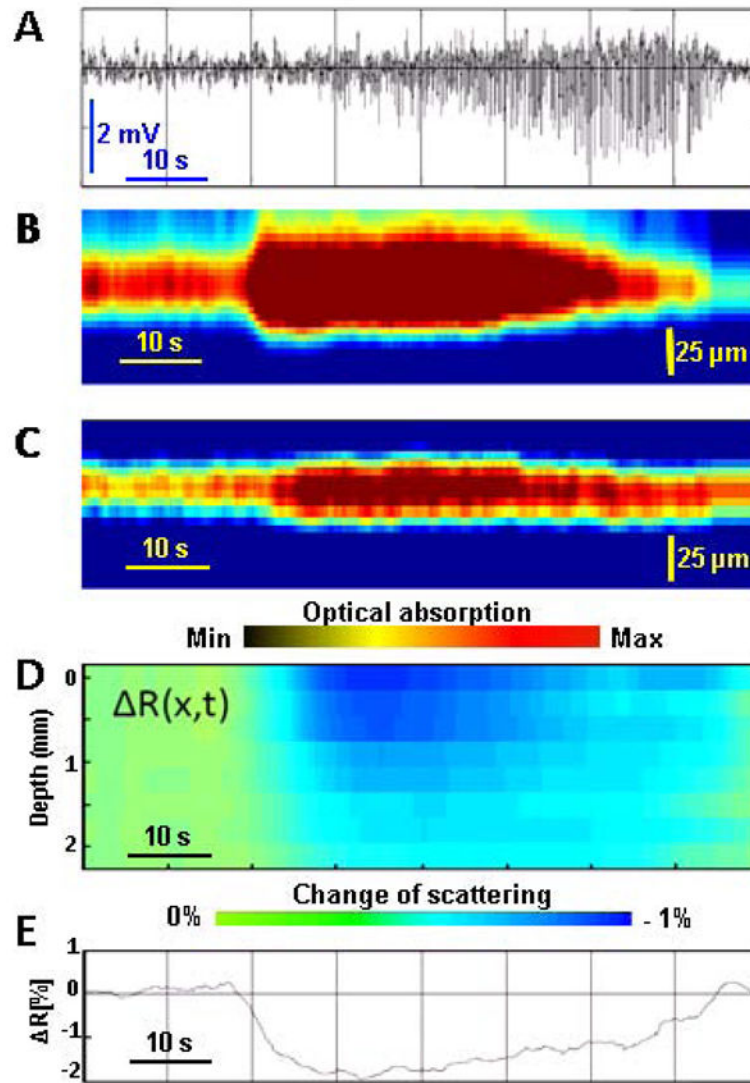 A
2 mV
10 s
B
10 s
25 µm
C
10 s
25 µm
Optical absorption
Min Max
D
0
ΔR(x,t)
Depth (mm)
1
10 s
2
Change of scattering
0% - 1%
E
1
0
ΔR[%]
-1
10 s
-2